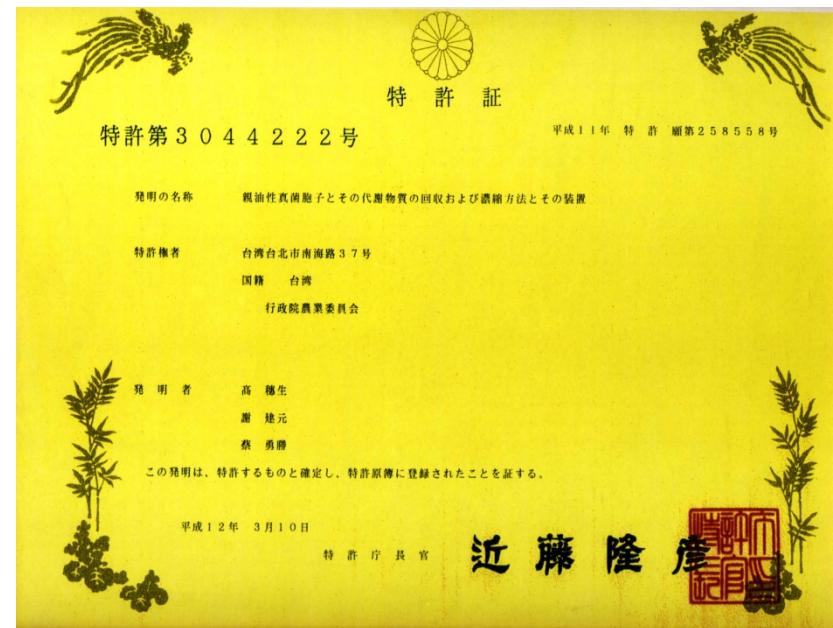 特許証
特許第3044222号
平成11年 特許 願第258558号
発明の名称 親油性真菌胞子とその代謝物質の回収および濃縮方法とその装置
特許権者 台湾台北市南海路37号
国籍 台湾
行政院農業委員会
発明者 高 穂生
謝 建元
蔡 勇勝
この発明は、特許するものと確定し、特許原簿に登録されたことを証する。
平成12年 3月10日
特許庁長官 近藤隆彦